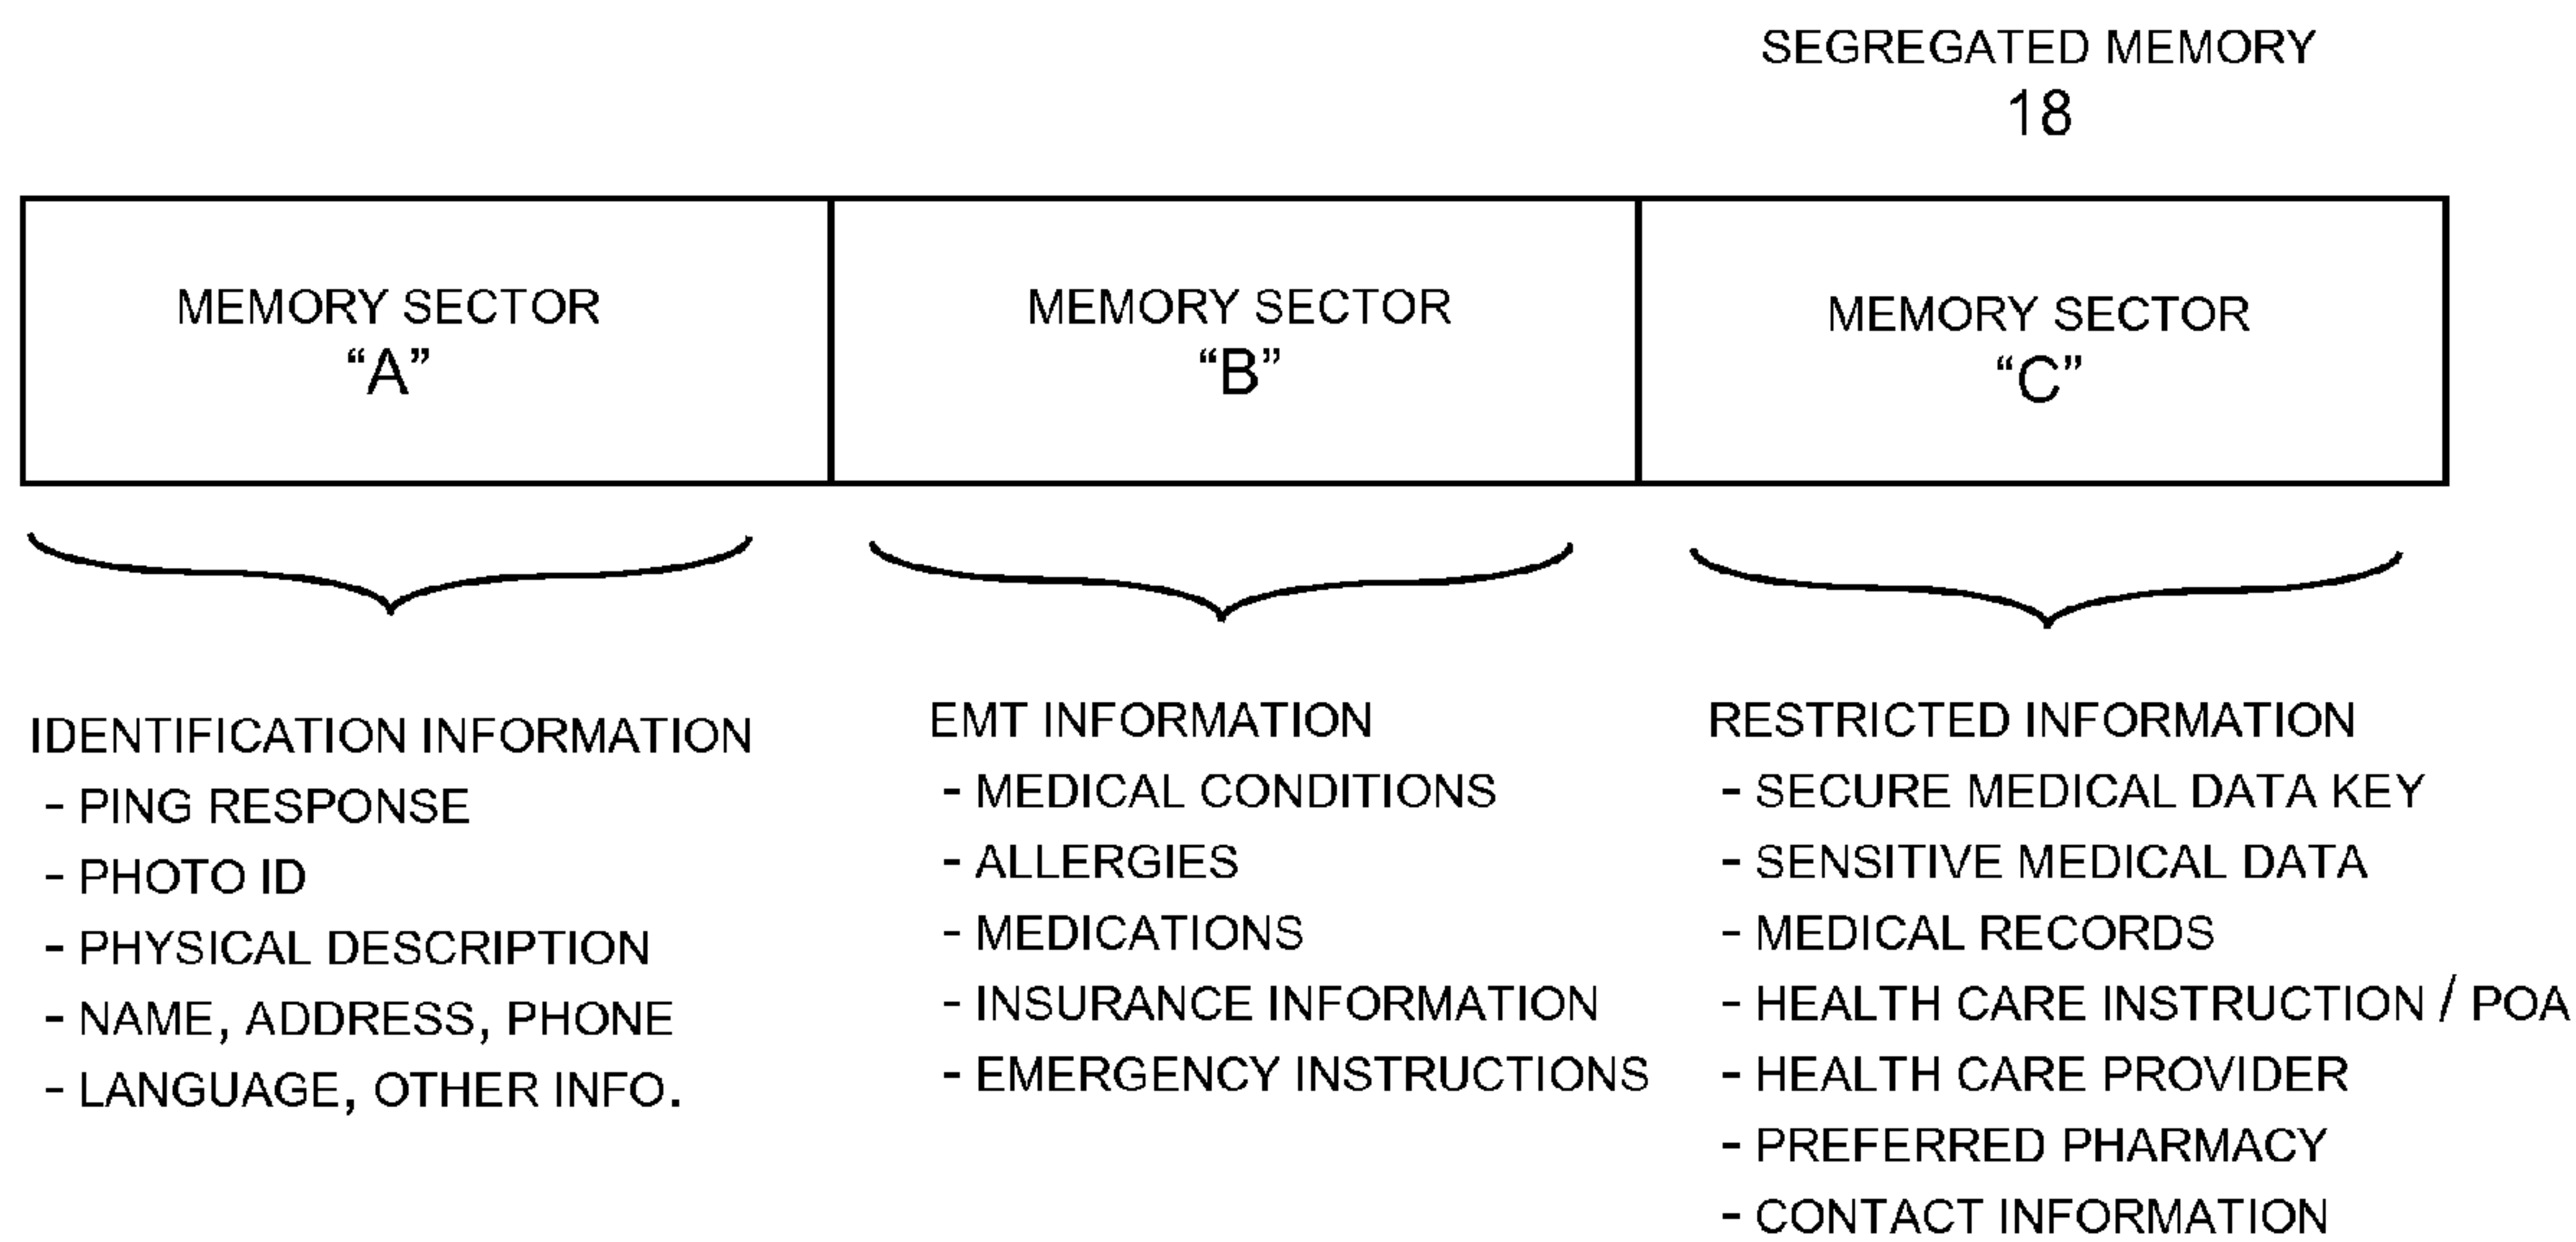 SEGREGATED MEMORY
18
MEMORY SECTOR
“A”
MEMORY SECTOR
“B”
MEMORY SECTOR
“C”
IDENTIFICATION INFORMATION
- PING RESPONSE
- PHOTO ID
- PHYSICAL DESCRIPTION
- NAME, ADDRESS, PHONE
- LANGUAGE, OTHER INFO.
EMT INFORMATION
- MEDICAL CONDITIONS
- ALLERGIES
- MEDICATIONS
- INSURANCE INFORMATION
- EMERGENCY INSTRUCTIONS
RESTRICTED INFORMATION
- SECURE MEDICAL DATA KEY
- SENSITIVE MEDICAL DATA
- MEDICAL RECORDS
- HEALTH CARE INSTRUCTION / POA
- HEALTH CARE PROVIDER
- PREFERRED PHARMACY
- CONTACT INFORMATION